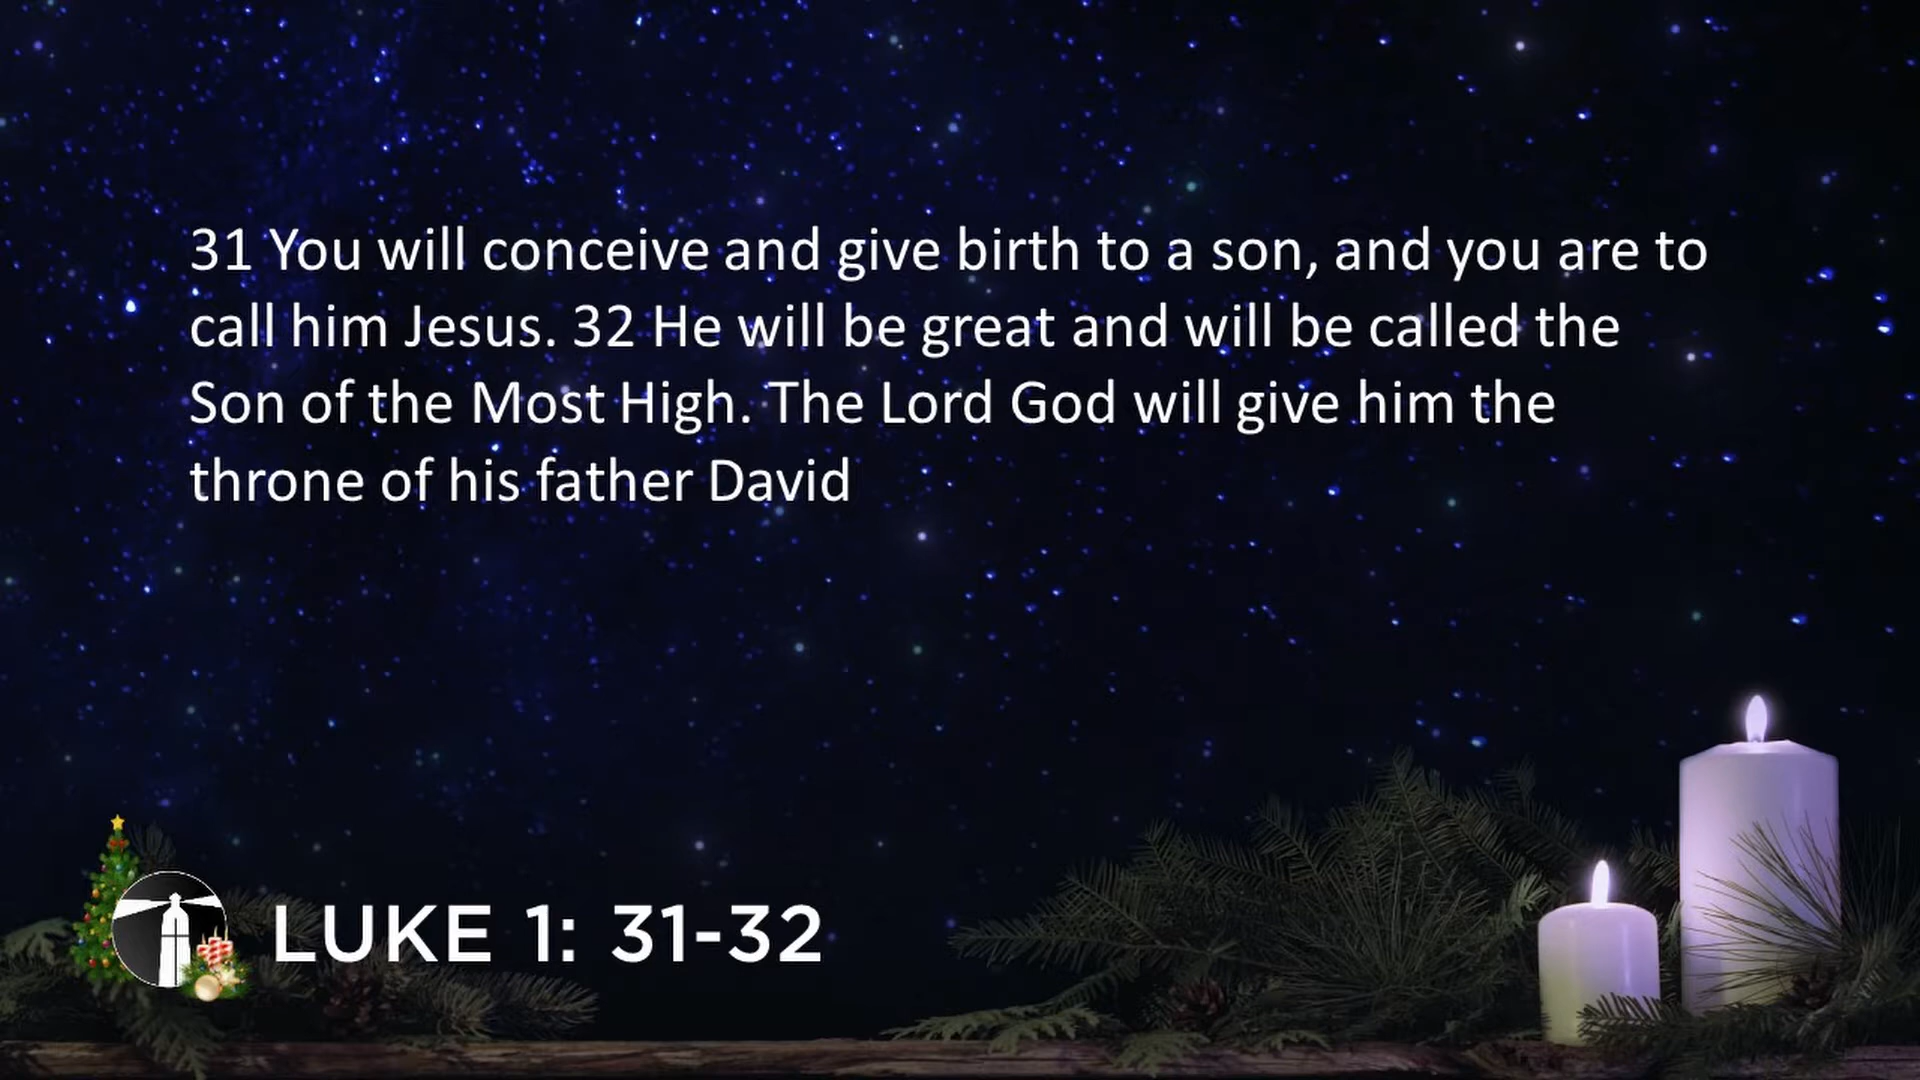 31 You will conceive and give birth to a son, and you are to
call him Jesus. 32 He will be great and will be called the
Son of the Most High. The Lord God will give him the
throne of his father David
LUKE 1: 31-32